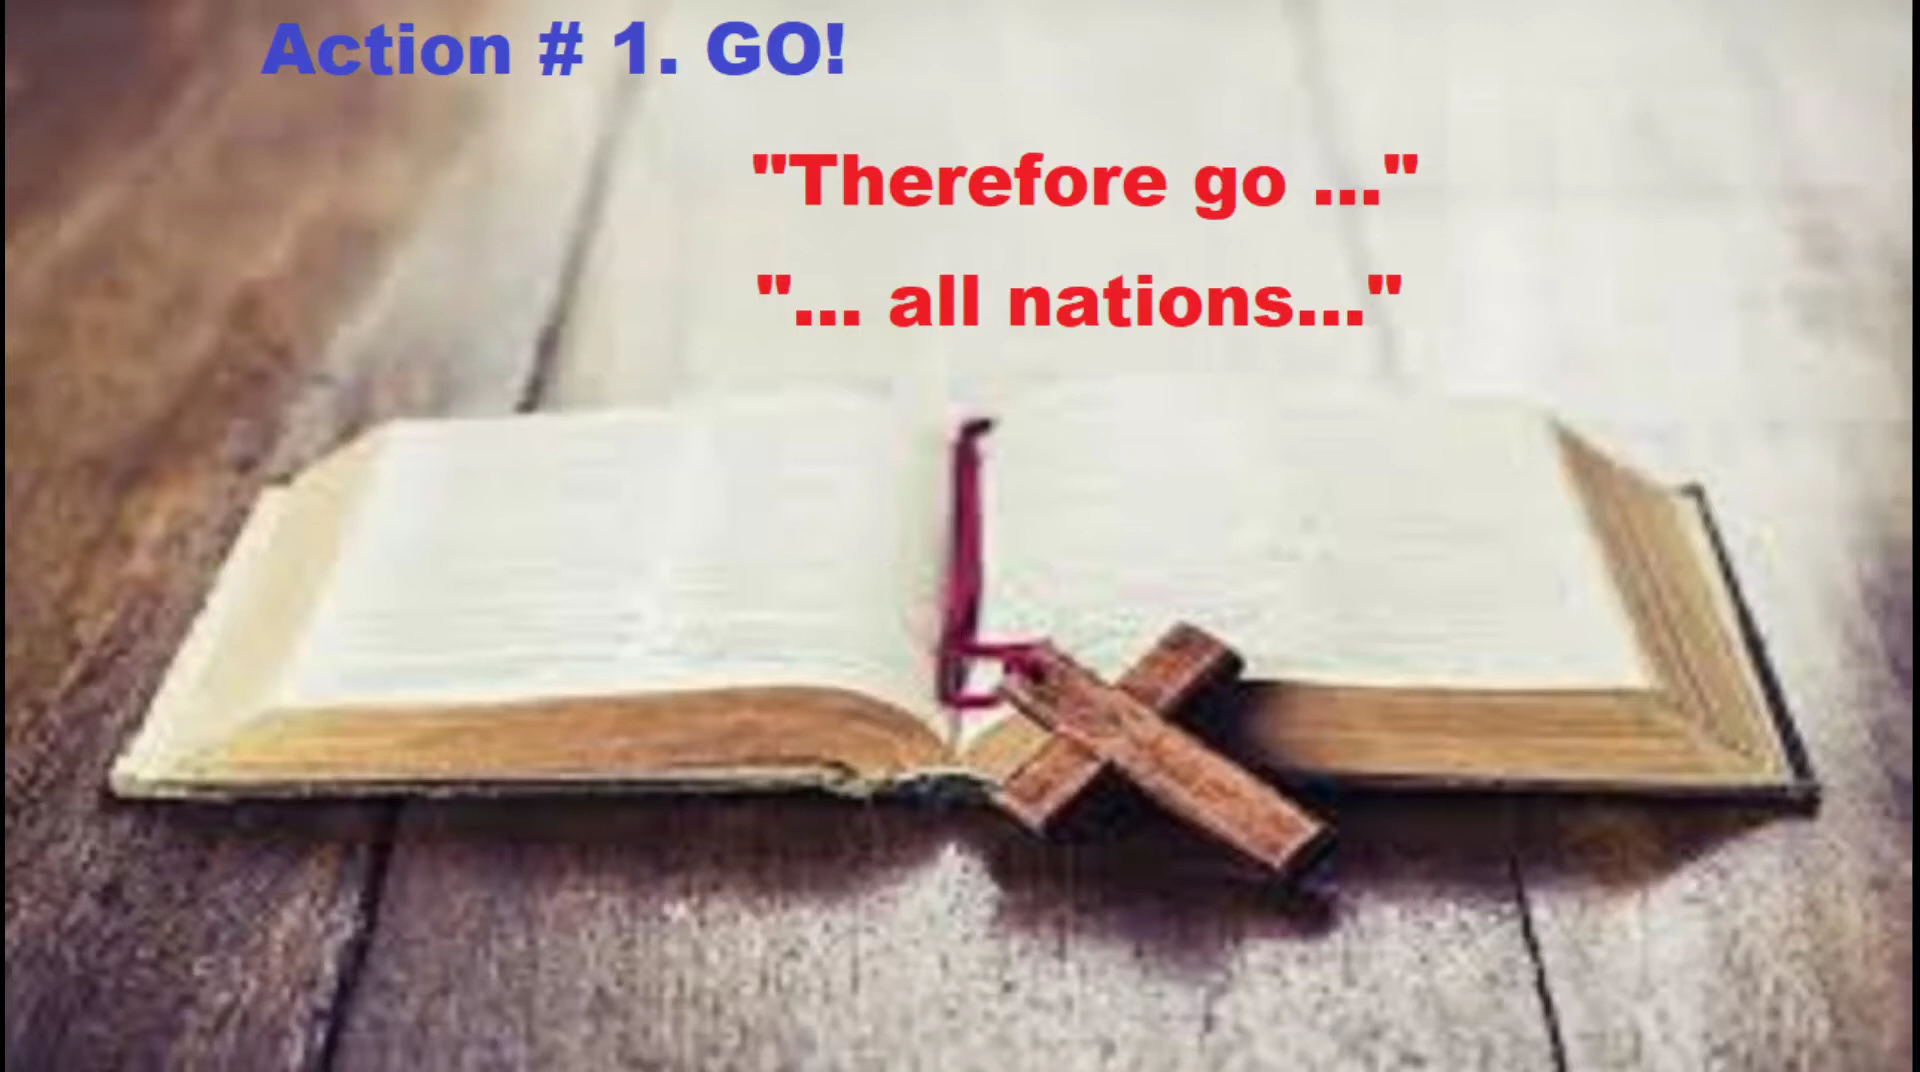 Action # 1. GO!
"Therefore go ..."
"... all nations..."